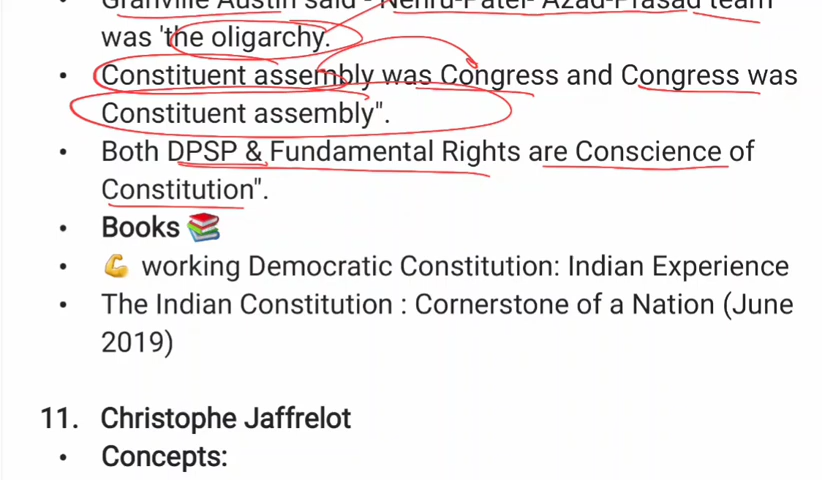 Granville Austin said - "Nehru-Patel- Azad-Prasad team
was 'the oligarchy.
• Constituent assembly was Congress and Congress was
Constituent assembly".
• Both DPSP & Fundamental Rights are Conscience of
Constitution".
• Books 📚
• 💪 working Democratic Constitution: Indian Experience
• The Indian Constitution : Cornerstone of a Nation (June
2019)
11. Christophe Jaffrelot
• Concepts: